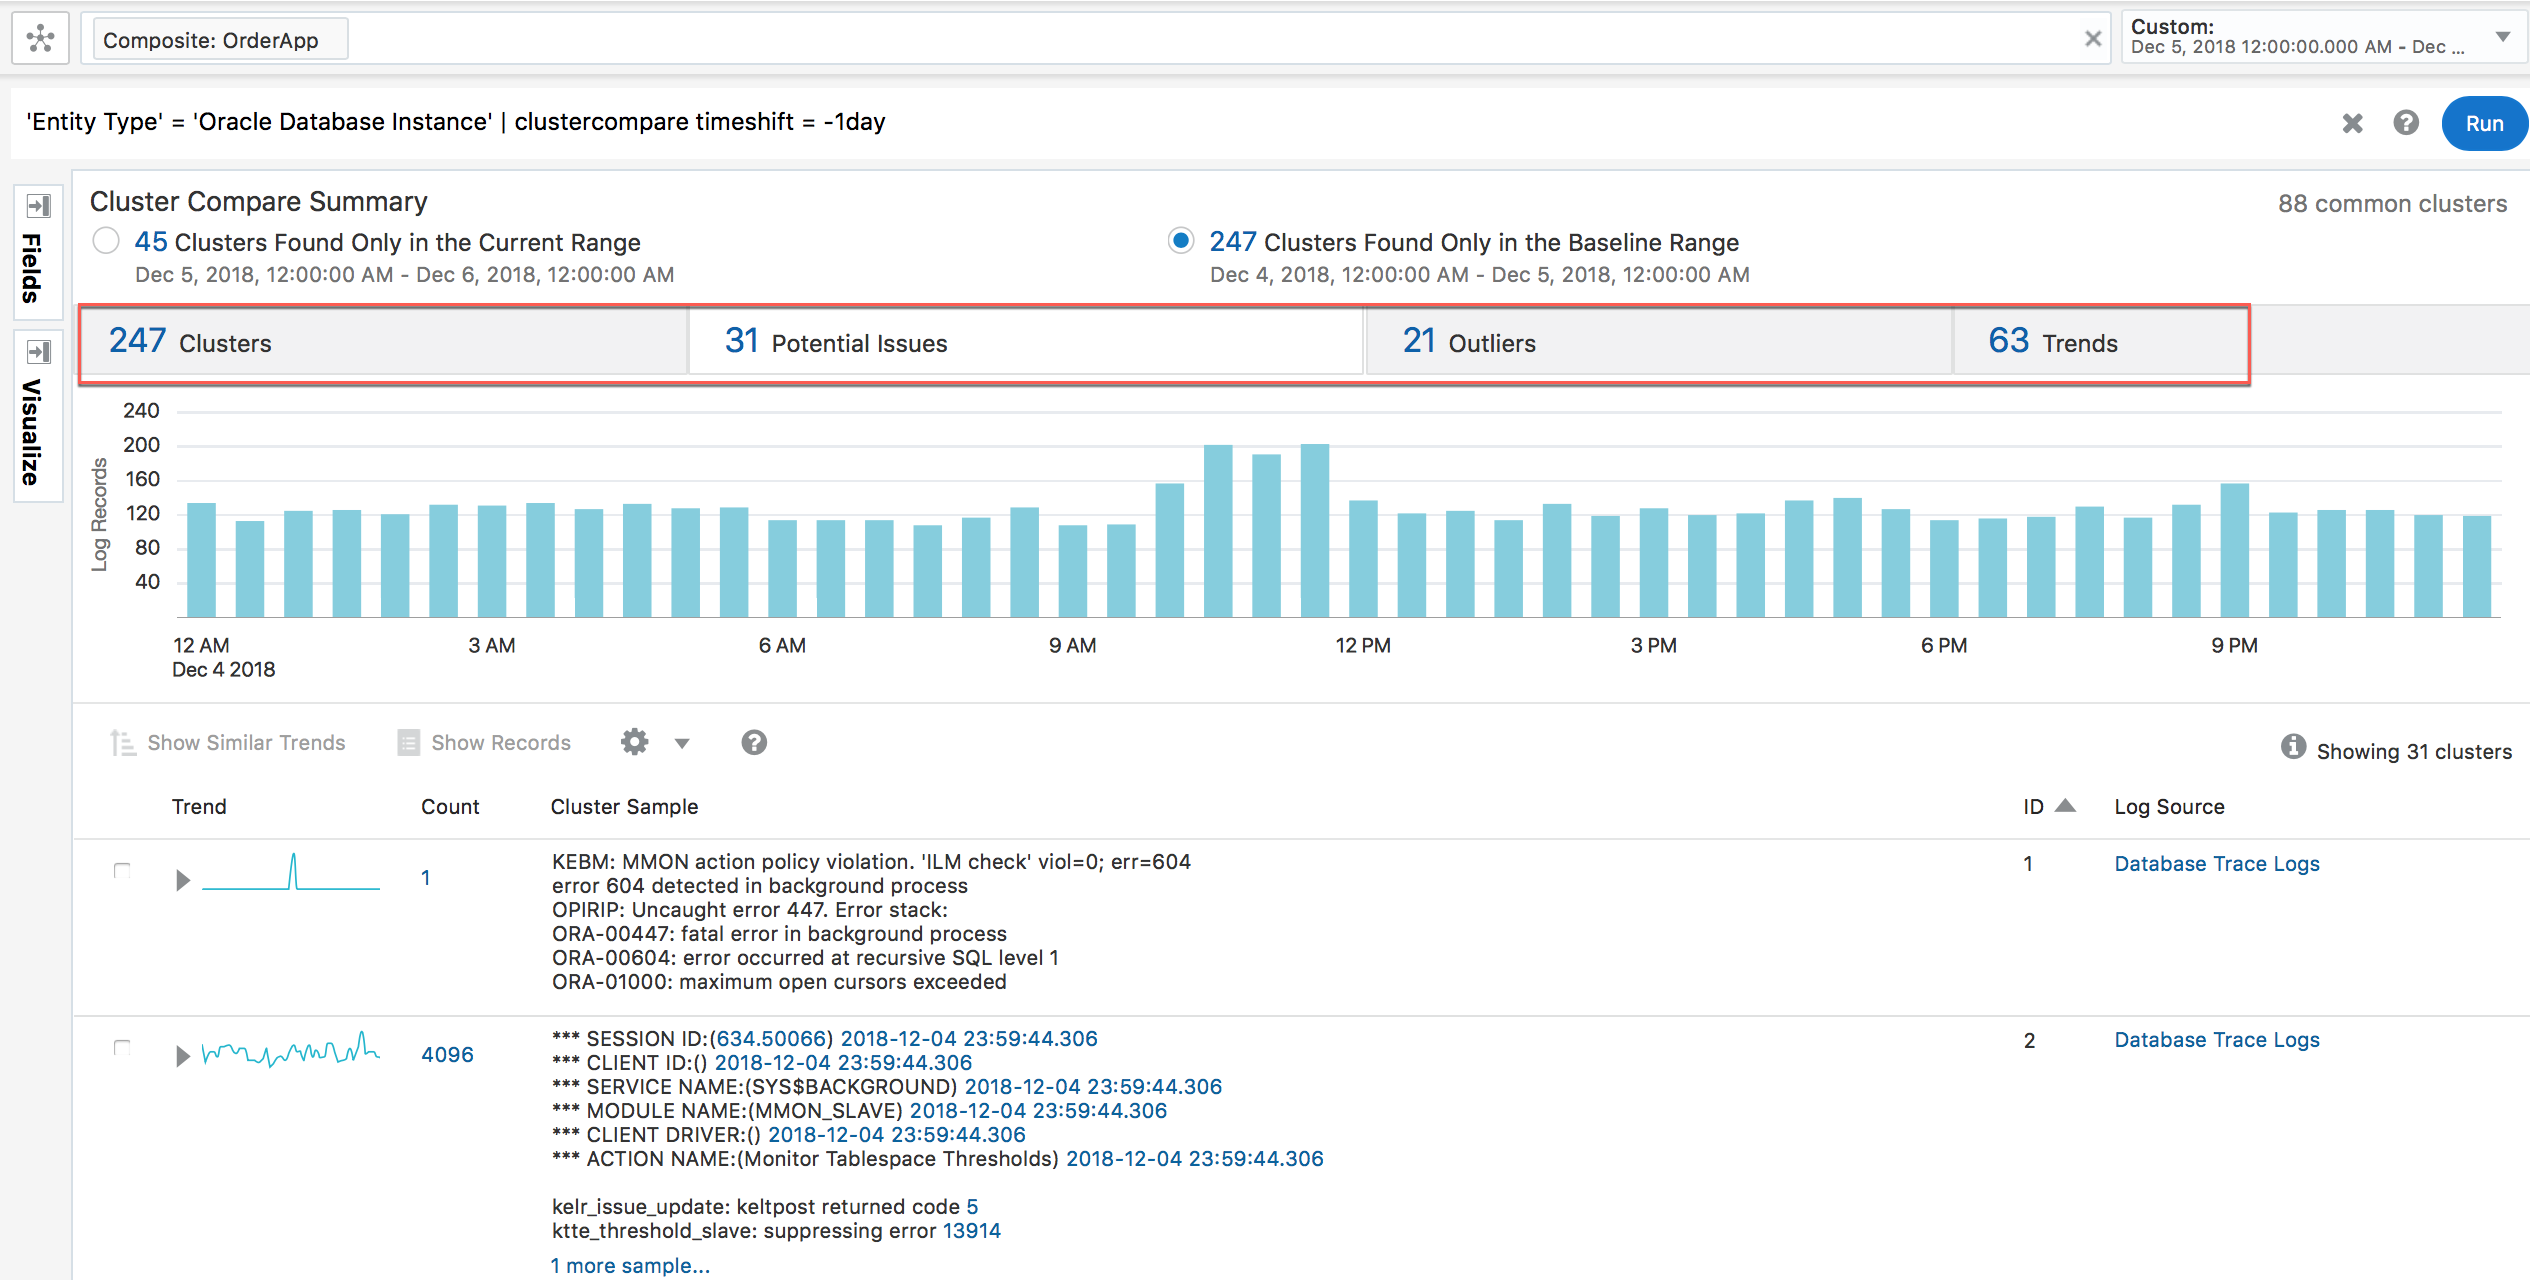 Composite: OrderApp
Custom:
Dec 5, 2018 12:00:00.000 AM - Dec ...
'Entity Type' = 'Oracle Database Instance' | clustercompare timeshift = -1day
Run
Fields
Visualize
Cluster Compare Summary
88 common clusters
45 Clusters Found Only in the Current Range
Dec 5, 2018, 12:00:00 AM - Dec 6, 2018, 12:00:00 AM
247 Clusters Found Only in the Baseline Range
Dec 4, 2018, 12:00:00 AM - Dec 5, 2018, 12:00:00 AM
247 Clusters
31 Potential Issues
21 Outliers
63 Trends
Log Records
240
200
160
120
80
40
12 AM
Dec 4 2018
3 AM
6 AM
9 AM
12 PM
3 PM
6 PM
9 PM
Show Similar Trends
Show Records
Showing 31 clusters
Trend Count Cluster Sample ID Log Source
1
KEBM: MMON action policy violation. 'ILM check' viol=0; err=604
error 604 detected in background process
OPIRIP: Uncaught error 447. Error stack:
ORA-00447: fatal error in background process
ORA-00604: error occurred at recursive SQL level 1
ORA-01000: maximum open cursors exceeded
1
Database Trace Logs
4096
*** SESSION ID:(634.50066) 2018-12-04 23:59:44.306
*** CLIENT ID:() 2018-12-04 23:59:44.306
*** SERVICE NAME:(SYS$BACKGROUND) 2018-12-04 23:59:44.306
*** MODULE NAME:(MMON_SLAVE) 2018-12-04 23:59:44.306
*** CLIENT DRIVER:() 2018-12-04 23:59:44.306
*** ACTION NAME:(Monitor Tablespace Thresholds) 2018-12-04 23:59:44.306
kelr_issue_update: keltpost returned code 5
ktte_threshold_slave: suppressing error 13914
1 more sample...
2
Database Trace Logs